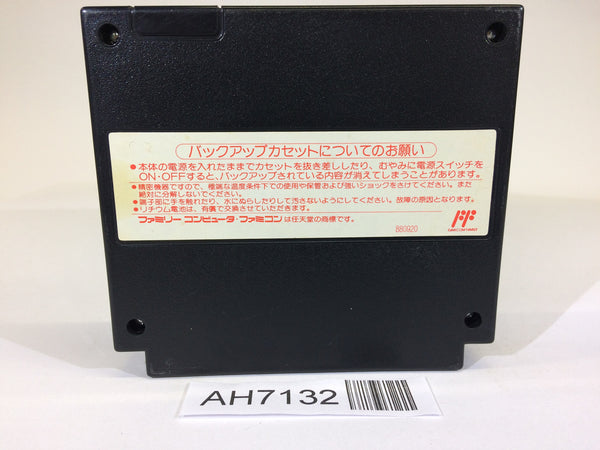 バックアップカセットについてのお願い
●本体の電源を入れたままでカセットを抜き差ししたり、むやみに電源スイッチを
ON・OFFすると、バックアップされている内容が消えてしまうことがあります。
●精密機器ですので、極端な温度条件下での使用や保管および強いショックをさけてください。また
絶対に分解しないでください。
●端子部に手を触れたり、水にぬらしたりして汚さないようにしてください。故障の原因となります。
●リチウム電池は、有償で交換させていただきます。
ファミリーコンピュータ・ファミコンは任天堂の商標です。
880920
AH7132